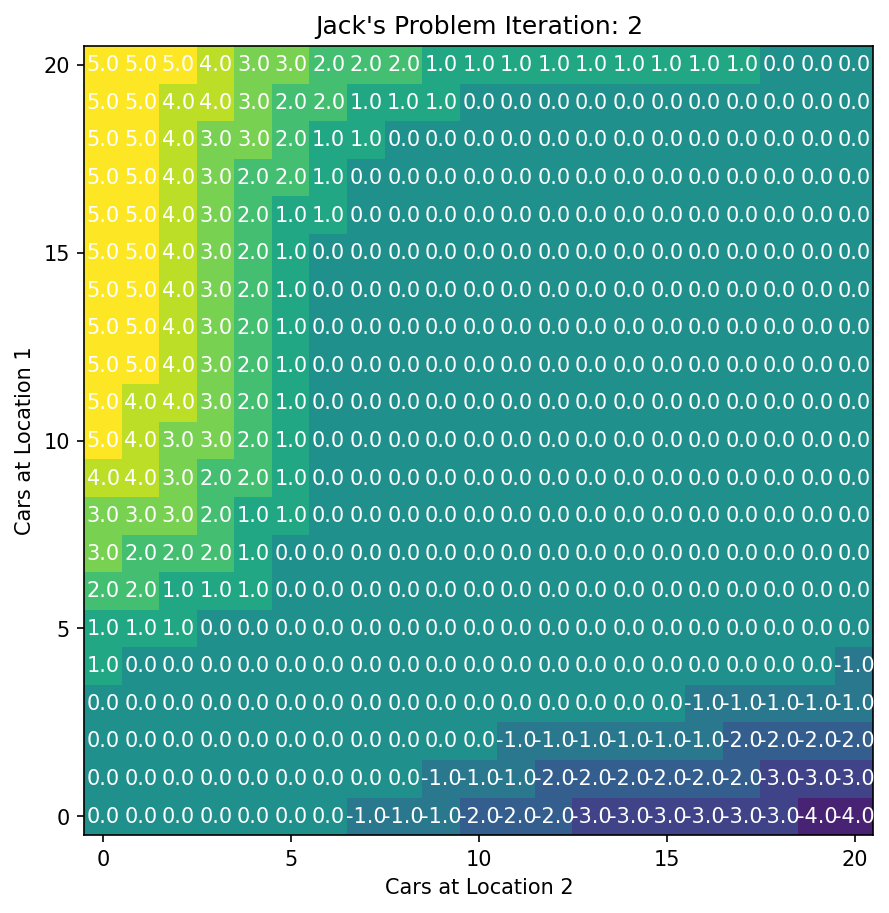 Jack's Problem Iteration: 2
20 5.0 5.0 5.0 4.0 3.0 3.0 2.0 2.0 2.0 1.0 1.0 1.0 1.0 1.0 1.0 1.0 1.0 1.0 0.0 0.0 0.0
5.0 5.0 4.0 4.0 3.0 2.0 2.0 1.0 1.0 1.0 0.0 0.0 0.0 0.0 0.0 0.0 0.0 0.0 0.0 0.0 0.0
5.0 5.0 4.0 3.0 3.0 2.0 1.0 1.0 0.0 0.0 0.0 0.0 0.0 0.0 0.0 0.0 0.0 0.0 0.0 0.0 0.0
5.0 5.0 4.0 3.0 2.0 2.0 1.0 0.0 0.0 0.0 0.0 0.0 0.0 0.0 0.0 0.0 0.0 0.0 0.0 0.0 0.0
5.0 5.0 4.0 3.0 2.0 1.0 1.0 0.0 0.0 0.0 0.0 0.0 0.0 0.0 0.0 0.0 0.0 0.0 0.0 0.0 0.0
15 5.0 5.0 4.0 3.0 2.0 1.0 0.0 0.0 0.0 0.0 0.0 0.0 0.0 0.0 0.0 0.0 0.0 0.0 0.0 0.0 0.0
5.0 5.0 4.0 3.0 2.0 1.0 0.0 0.0 0.0 0.0 0.0 0.0 0.0 0.0 0.0 0.0 0.0 0.0 0.0 0.0 0.0
5.0 5.0 4.0 3.0 2.0 1.0 0.0 0.0 0.0 0.0 0.0 0.0 0.0 0.0 0.0 0.0 0.0 0.0 0.0 0.0 0.0
5.0 5.0 4.0 3.0 2.0 1.0 0.0 0.0 0.0 0.0 0.0 0.0 0.0 0.0 0.0 0.0 0.0 0.0 0.0 0.0 0.0
5.0 4.0 4.0 3.0 2.0 1.0 0.0 0.0 0.0 0.0 0.0 0.0 0.0 0.0 0.0 0.0 0.0 0.0 0.0 0.0 0.0
10 5.0 4.0 3.0 3.0 2.0 1.0 0.0 0.0 0.0 0.0 0.0 0.0 0.0 0.0 0.0 0.0 0.0 0.0 0.0 0.0 0.0
4.0 4.0 3.0 2.0 2.0 1.0 0.0 0.0 0.0 0.0 0.0 0.0 0.0 0.0 0.0 0.0 0.0 0.0 0.0 0.0 0.0
3.0 3.0 3.0 2.0 1.0 1.0 0.0 0.0 0.0 0.0 0.0 0.0 0.0 0.0 0.0 0.0 0.0 0.0 0.0 0.0 0.0
3.0 2.0 2.0 2.0 1.0 0.0 0.0 0.0 0.0 0.0 0.0 0.0 0.0 0.0 0.0 0.0 0.0 0.0 0.0 0.0 0.0
2.0 2.0 1.0 1.0 1.0 0.0 0.0 0.0 0.0 0.0 0.0 0.0 0.0 0.0 0.0 0.0 0.0 0.0 0.0 0.0 0.0
5 1.0 1.0 1.0 0.0 0.0 0.0 0.0 0.0 0.0 0.0 0.0 0.0 0.0 0.0 0.0 0.0 0.0 0.0 0.0 0.0 0.0
1.0 0.0 0.0 0.0 0.0 0.0 0.0 0.0 0.0 0.0 0.0 0.0 0.0 0.0 0.0 0.0 0.0 0.0 0.0 0.0 -1.0
0.0 0.0 0.0 0.0 0.0 0.0 0.0 0.0 0.0 0.0 0.0 0.0 0.0 0.0 0.0 0.0 -1.0 -1.0 -1.0 -1.0 -1.0
0.0 0.0 0.0 0.0 0.0 0.0 0.0 0.0 0.0 0.0 0.0 -1.0 -1.0 -1.0 -1.0 -1.0 -1.0 -2.0 -2.0 -2.0 -2.0
0.0 0.0 0.0 0.0 0.0 0.0 0.0 0.0 0.0 -1.0 -1.0 -1.0 -2.0 -2.0 -2.0 -2.0 -2.0 -2.0 -3.0 -3.0 -3.0
0 0.0 0.0 0.0 0.0 0.0 0.0 0.0 -1.0 -1.0 -1.0 -2.0 -2.0 -2.0 -3.0 -3.0 -3.0 -3.0 -3.0 -3.0 -4.0 -4.0
0 5 10 15 20
Cars at Location 2
Cars at Location 1